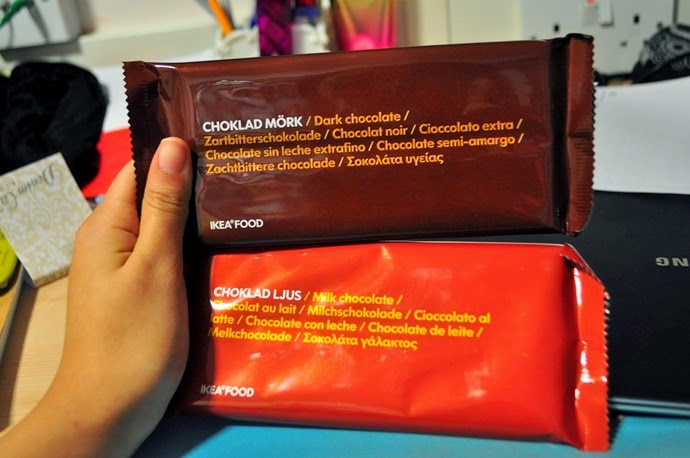 CHOKLAD MÖRK / Dark chocolate /
Zartbitterschokolade / Chocolat noir / Cioccolato extra /
Chocolate sin leche extrafino / Chocolate semi-amargo /
Zachtbittere chocolade / Σοκολάτα υγείας
IKEA® FOOD
CHOKLAD LJUS / Milk chocolate /
Chocolat au lait / Milchschokolade / Cioccolato al
latte / Chocolate con leche / Chocolate de leite /
Melkchocolade / Σοκολάτα γάλακτος
IKEA® FOOD